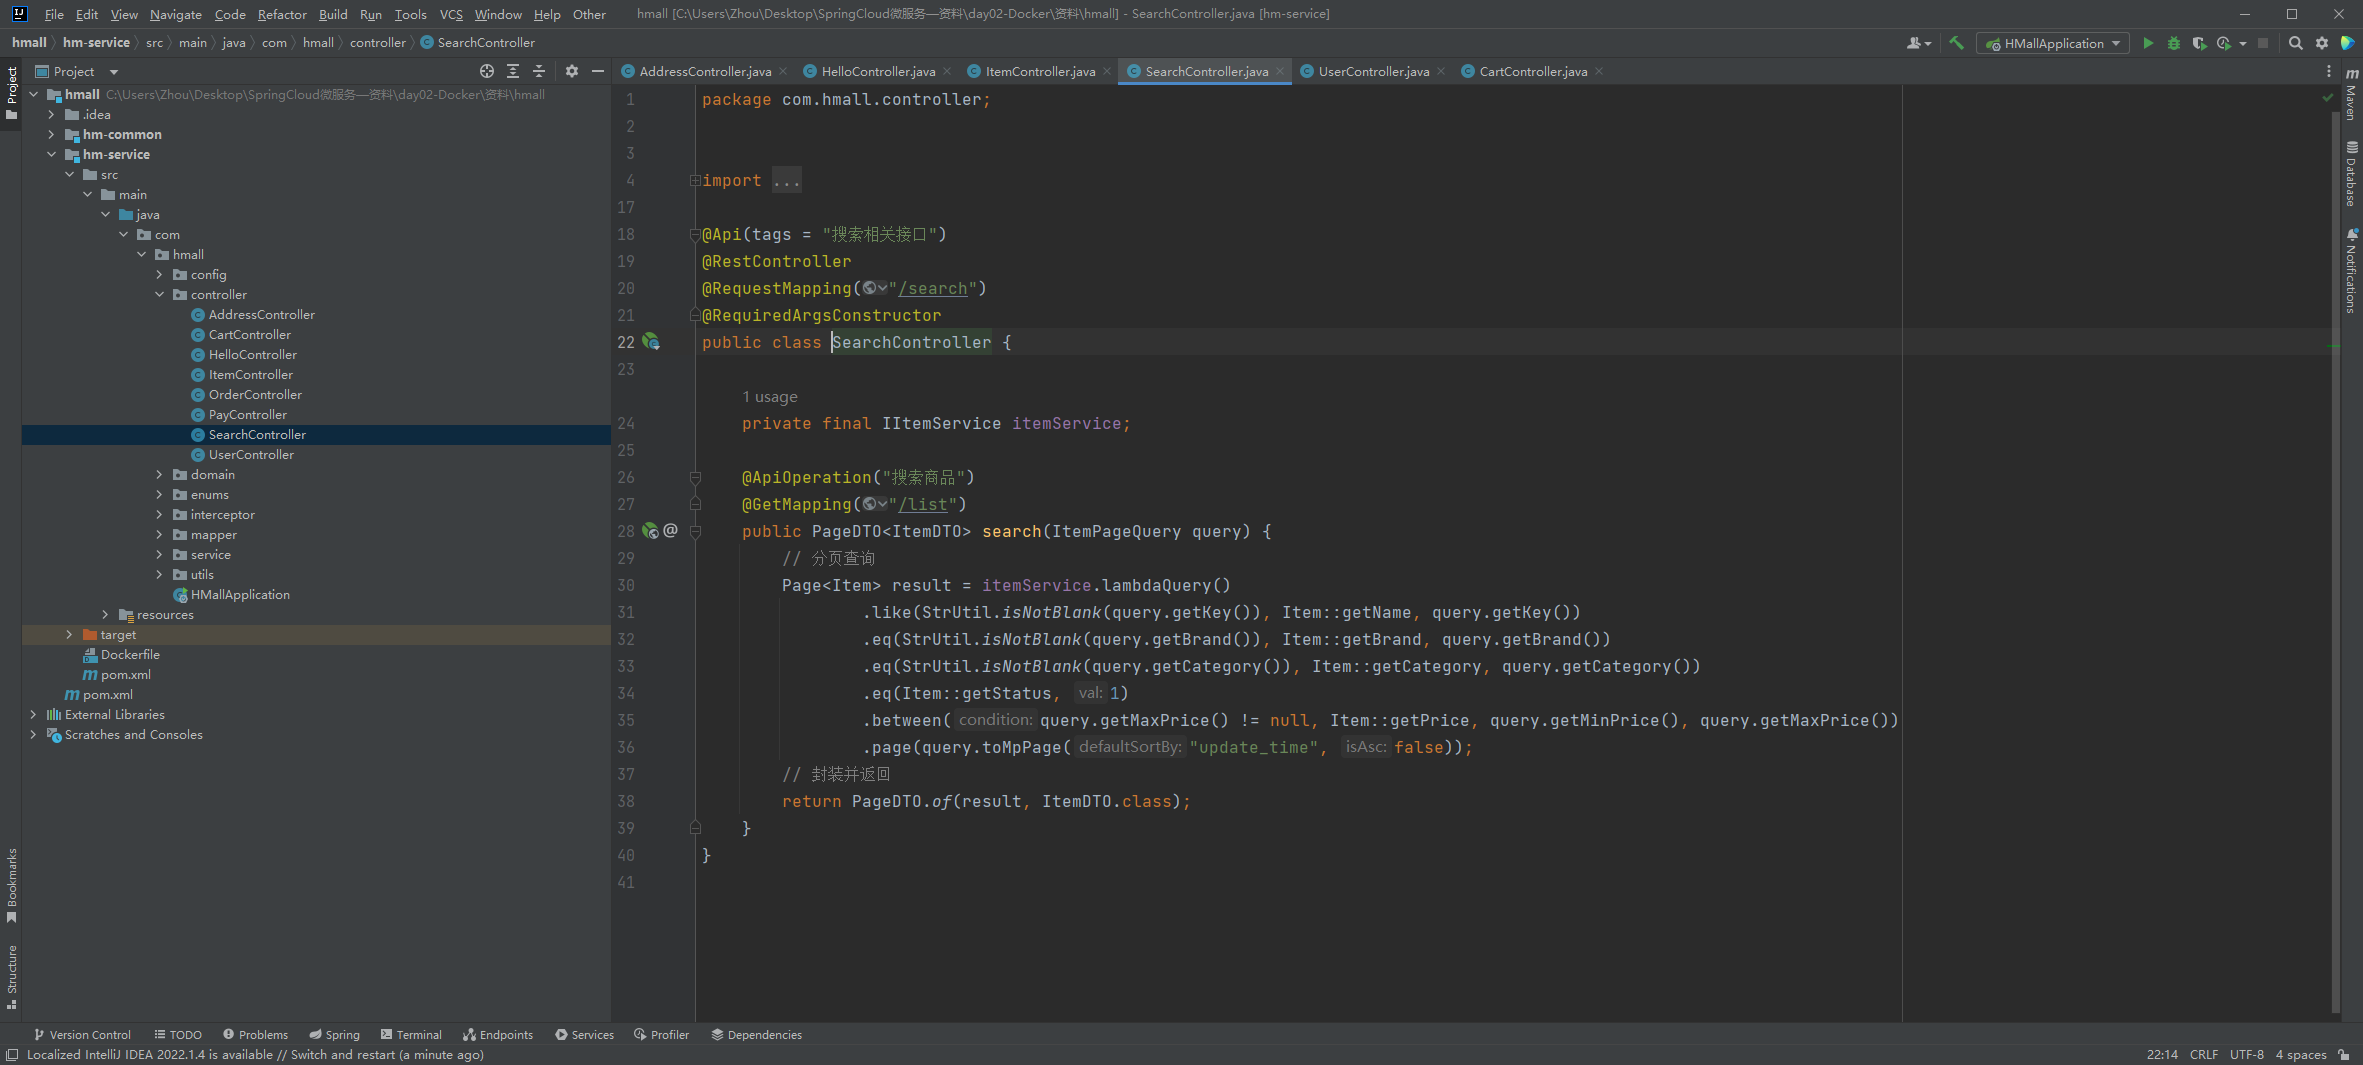 File Edit View Navigate Code Refactor Build Run Tools VCS Window Help Other hmall [C:\Users\Zhou\Desktop\SpringCloud微服务—资料\day02-Docker\资料\hmall] - SearchController.java [hm-service]
hmall hm-service src main java com hmall controller SearchController HMallApplication
Project
AddressController.java HelloController.java ItemController.java SearchController.java UserController.java CartController.java
Project
Bookmarks
Structure
hmall C:\Users\Zhou\Desktop\SpringCloud微服务—资料\day02-Docker\资料\hmall
.idea
hm-common
hm-service
src
main
java
com
hmall
config
controller
AddressController
CartController
HelloController
ItemController
OrderController
PayController
SearchController
UserController
domain
enums
interceptor
mapper
service
utils
HMallApplication
resources
target
Dockerfile
pom.xml
pom.xml
External Libraries
Scratches and Consoles
1 package com.hmall.controller;
2
3
4 import ...
17
18 @Api(tags = "搜索相关接口")
19 @RestController
20 @RequestMapping("/search")
21 @RequiredArgsConstructor
22 public class SearchController {
23
1 usage
24 private final IItemService itemService;
25
26 @ApiOperation("搜索商品")
27 @GetMapping("/list")
28 @ public PageDTO<ItemDTO> search(ItemPageQuery query) {
29 // 分页查询
30 Page<Item> result = itemService.lambdaQuery()
31 .like(StrUtil.isNotBlank(query.getKey()), Item::getName, query.getKey())
32 .eq(StrUtil.isNotBlank(query.getBrand()), Item::getBrand, query.getBrand())
33 .eq(StrUtil.isNotBlank(query.getCategory()), Item::getCategory, query.getCategory())
34 .eq(Item::getStatus, val: 1)
35 .between( condition: query.getMaxPrice() != null, Item::getPrice, query.getMinPrice(), query.getMaxPrice())
36 .page(query.toMpPage( defaultSortBy: "update_time", isAsc: false));
37 // 封装并返回
38 return PageDTO.of(result, ItemDTO.class);
39 }
40 }
41
Maven
Database
Notifications
Version Control TODO Problems Spring Terminal Endpoints Services Profiler Dependencies
Localized IntelliJ IDEA 2022.1.4 is available // Switch and restart (a minute ago) 22:14 CRLF UTF-8 4 spaces